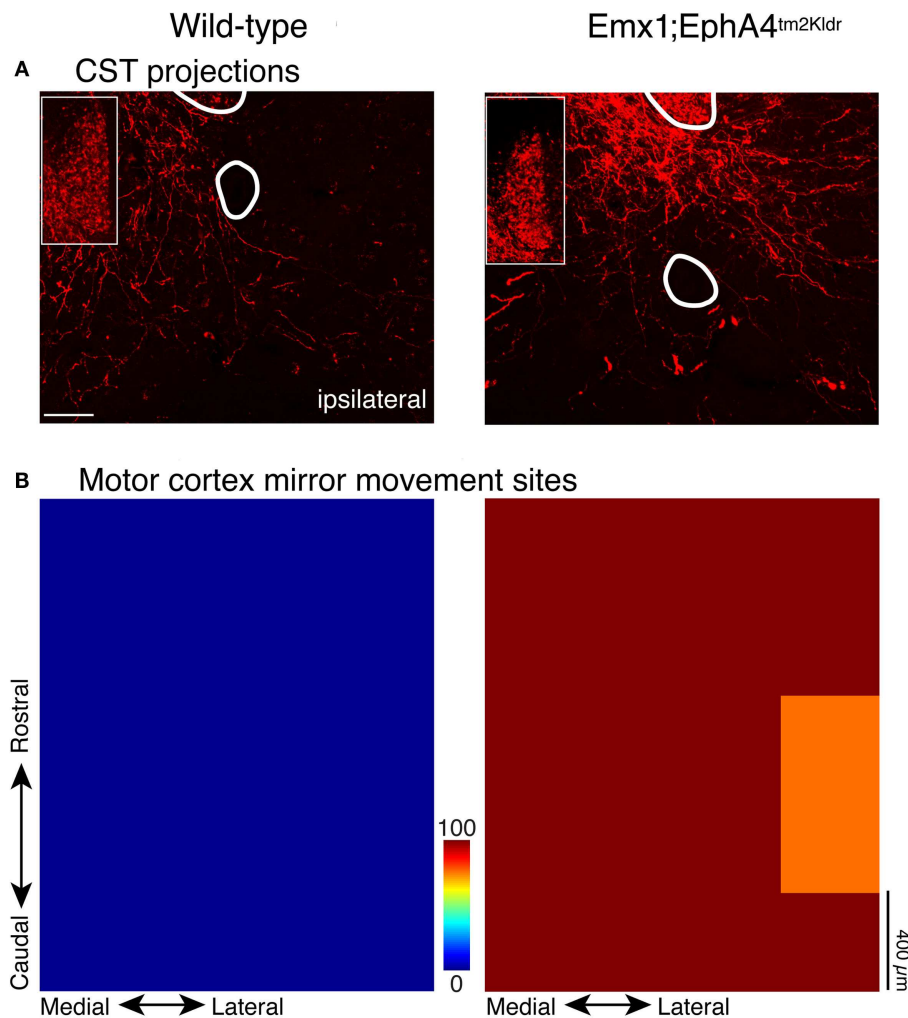 Wild-type
Emx1;EphA4tm2Kldr
A CST projections
ipsilateral
B Motor cortex mirror movement sites
Rostral
Caudal
100
0
400 µm
Medial Lateral
Medial Lateral